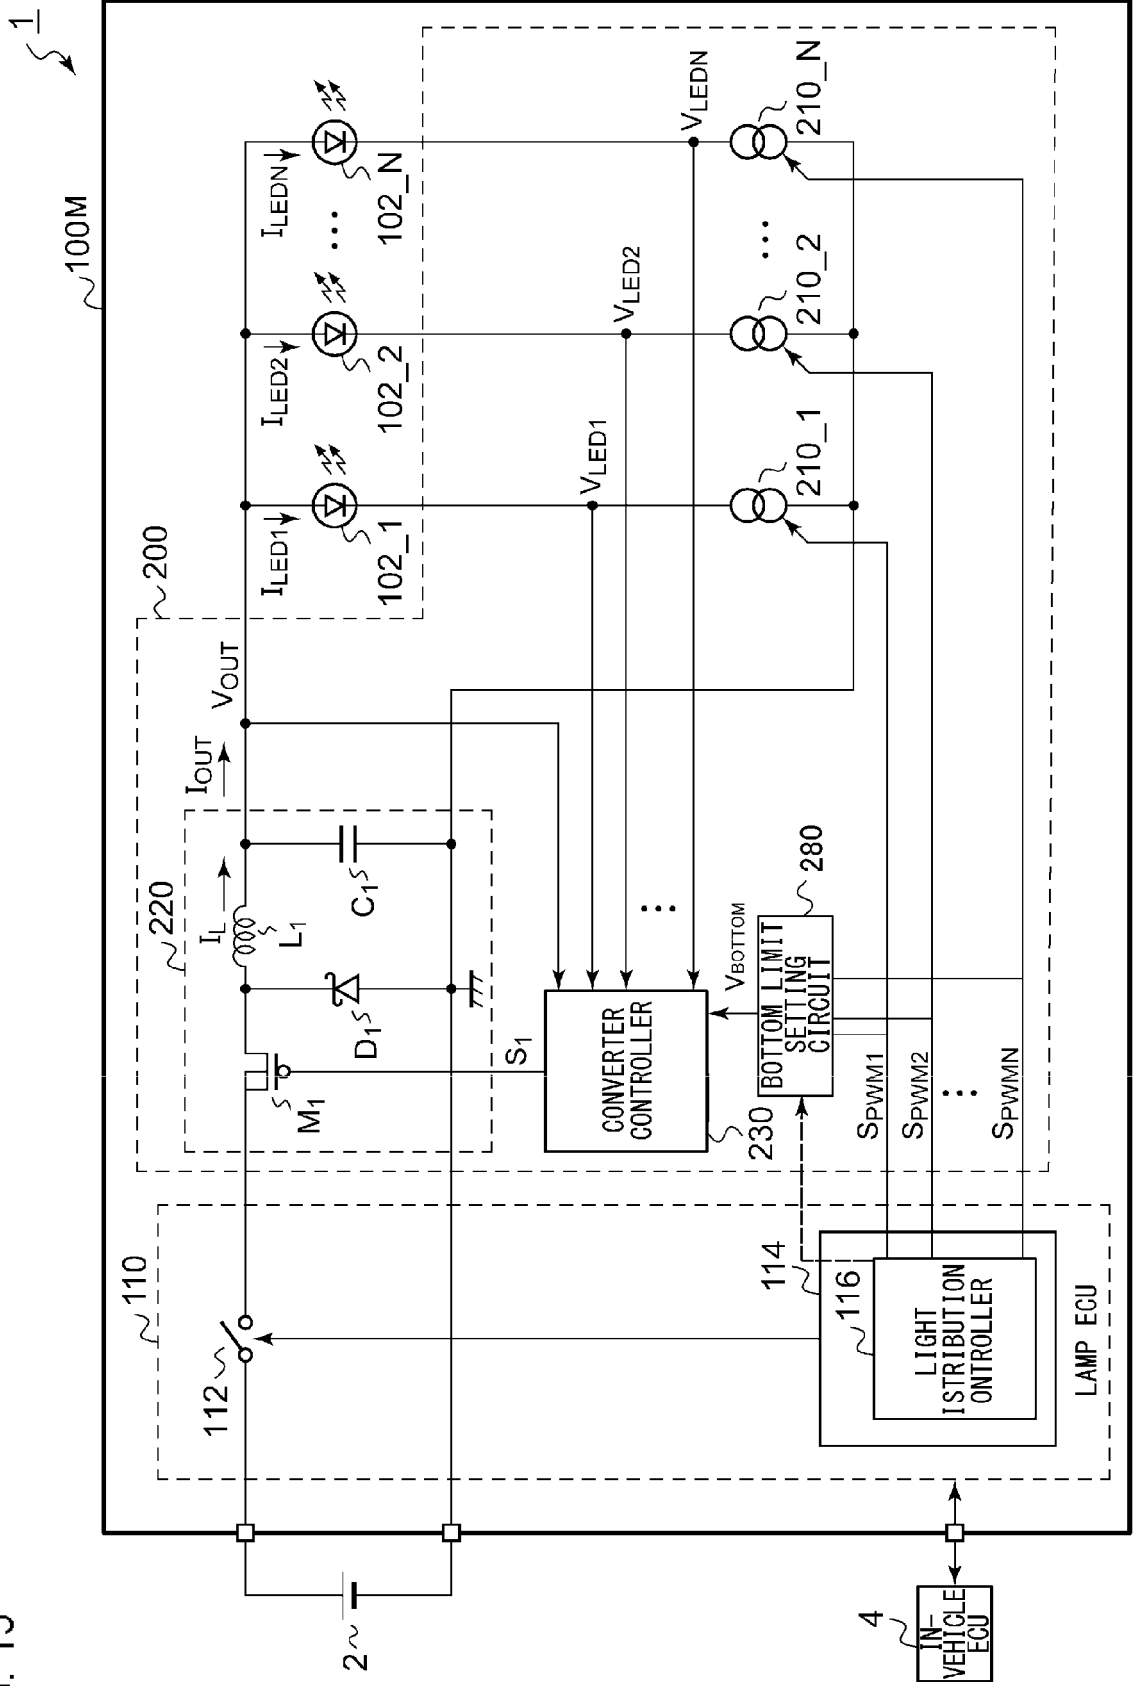 1
100M
200
220
110
112
2
4
IN-
VEHICLE
ECU
114
116
LIGHT
ISTRIBUTION
ONTROLLER
LAMP ECU
M1
D1
L1
C1
IL
IOUT
VOUT
S1
CONVERTER
CONTROLLER
230
VBOTTOM
BOTTOM LIMIT
SETTING
CIRCUIT
280
SPWM1
SPWM2
...
SPWMN
...
ILED1
ILED2
ILEDN
102_1
102_2
...
102_N
VLED1
VLED2
VLEDN
210_1
210_2
...
210_N